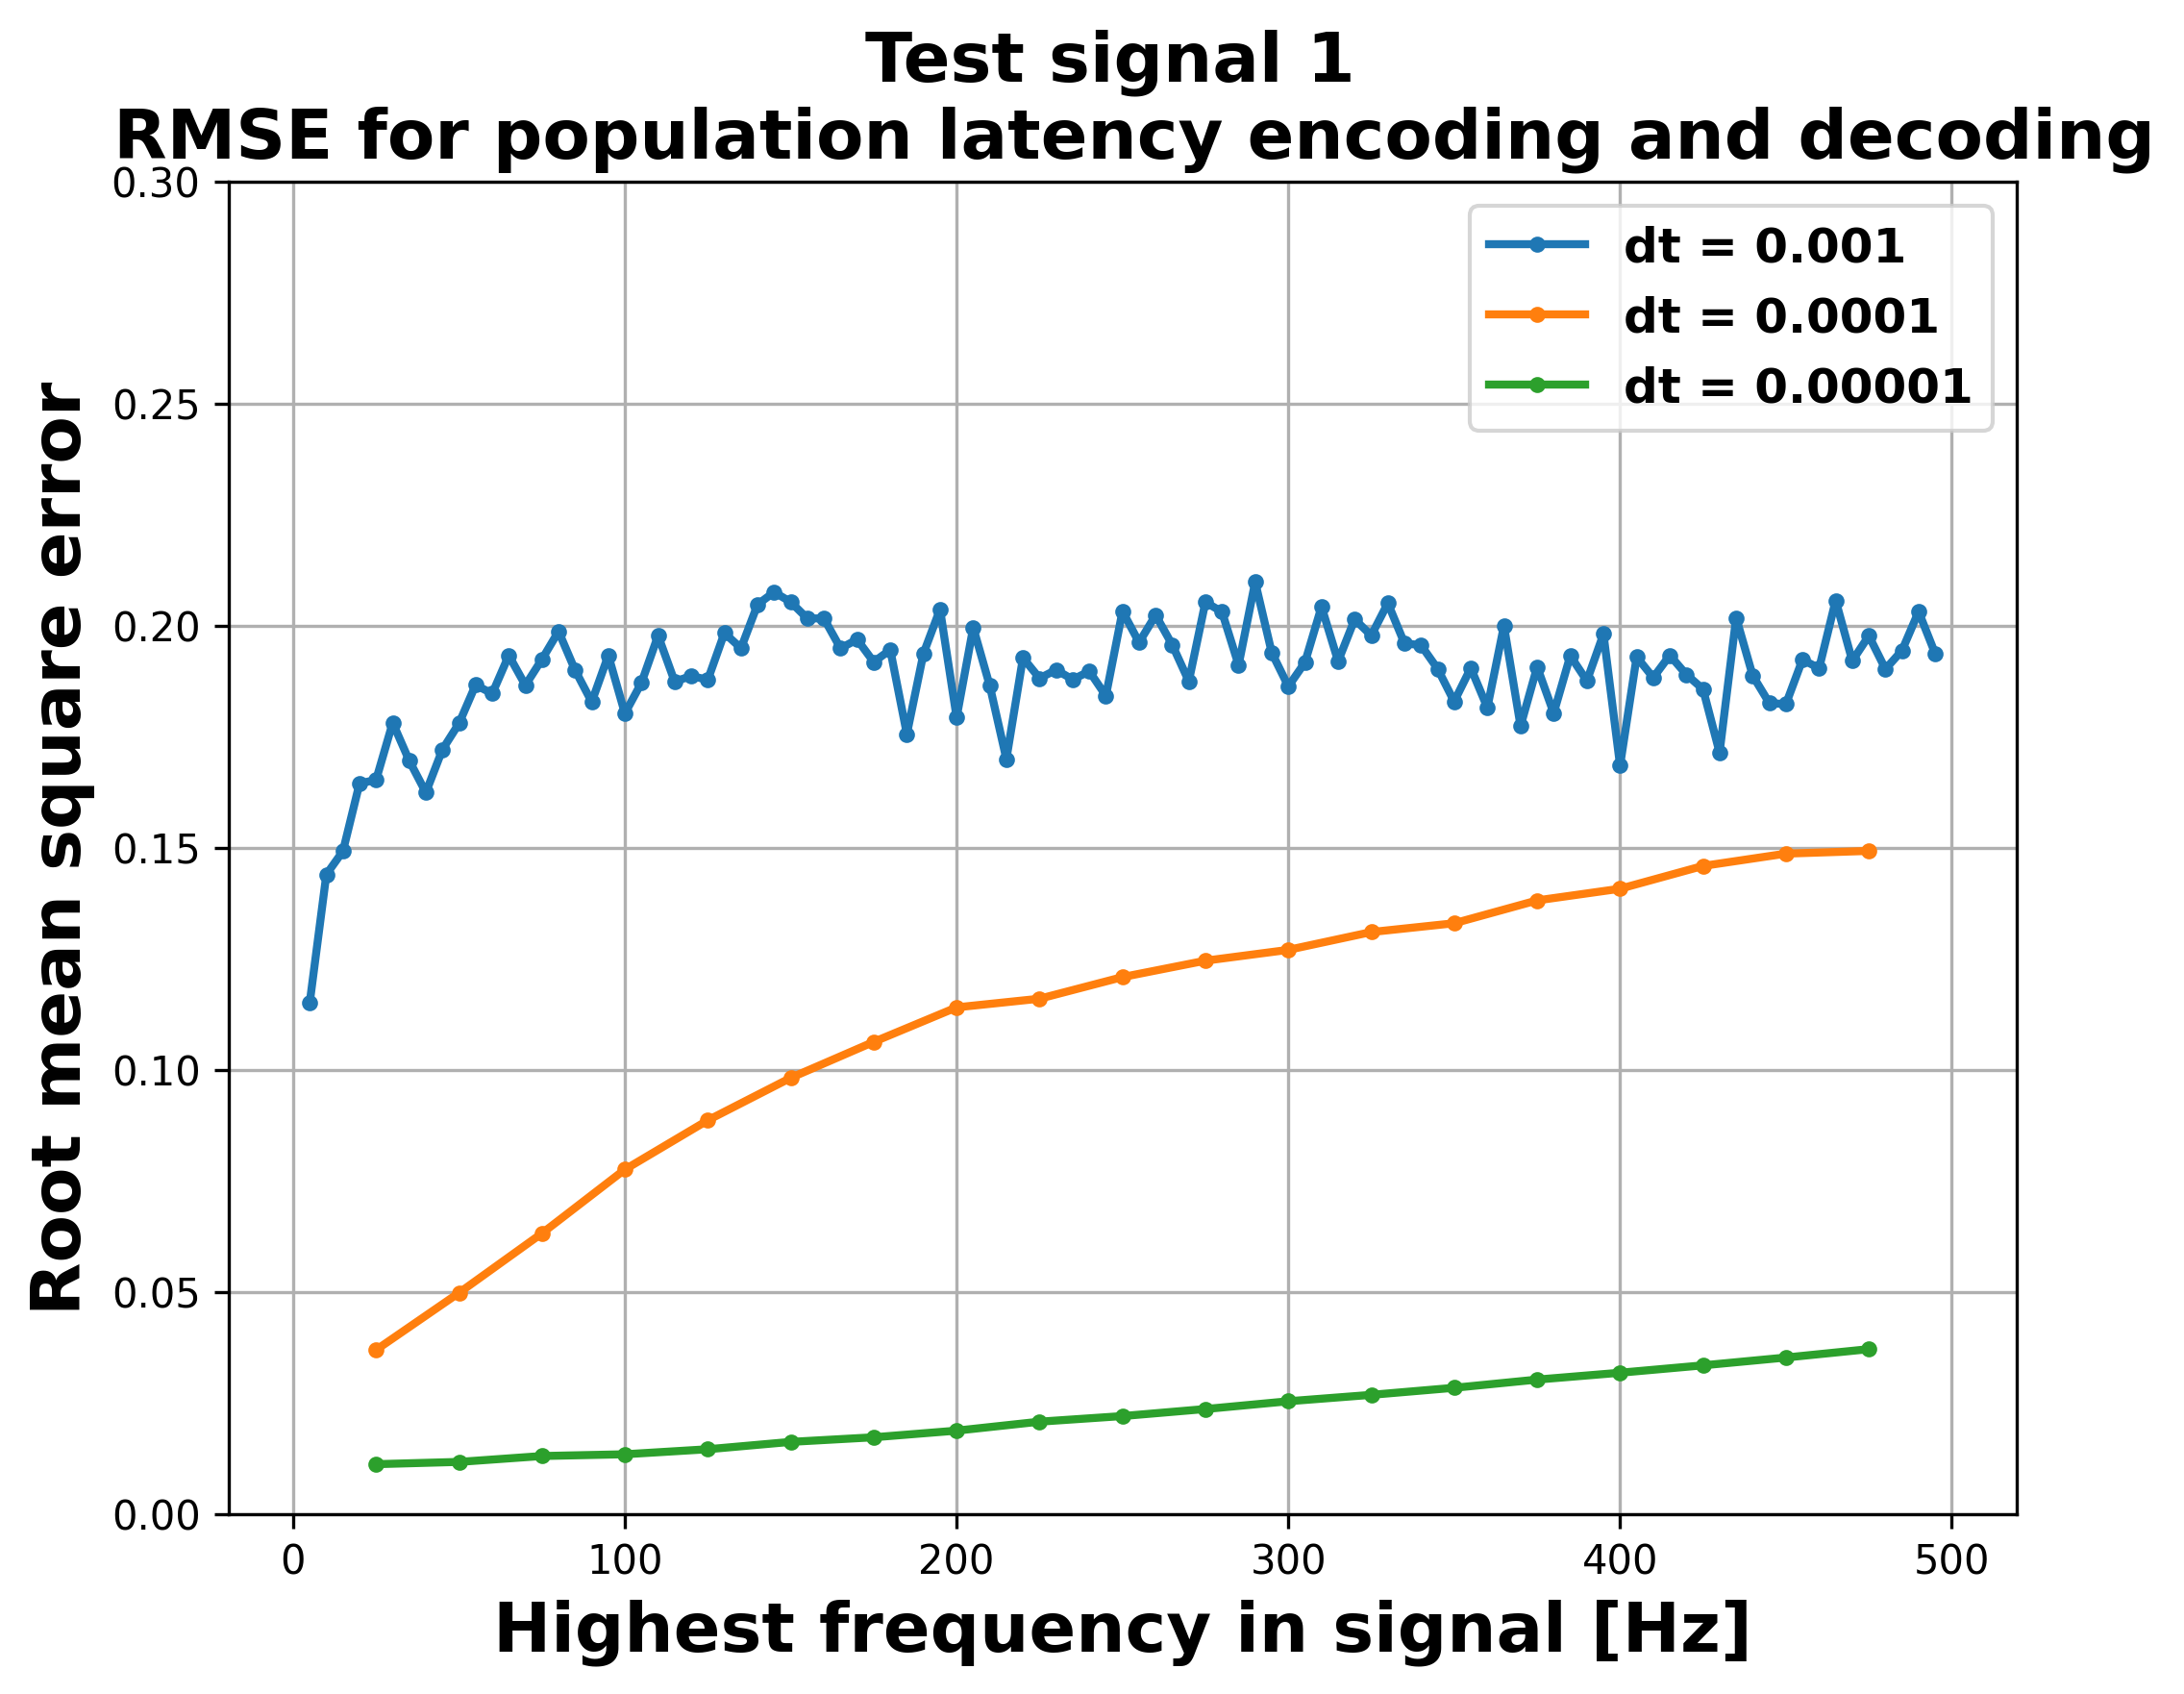 Test signal 1
RMSE for population latency encoding and decoding
0.30
0.25
0.20
0.15
0.10
0.05
0.00
Root mean square error
dt = 0.001
dt = 0.0001
dt = 0.00001
0 100 200 300 400 500
Highest frequency in signal [Hz]